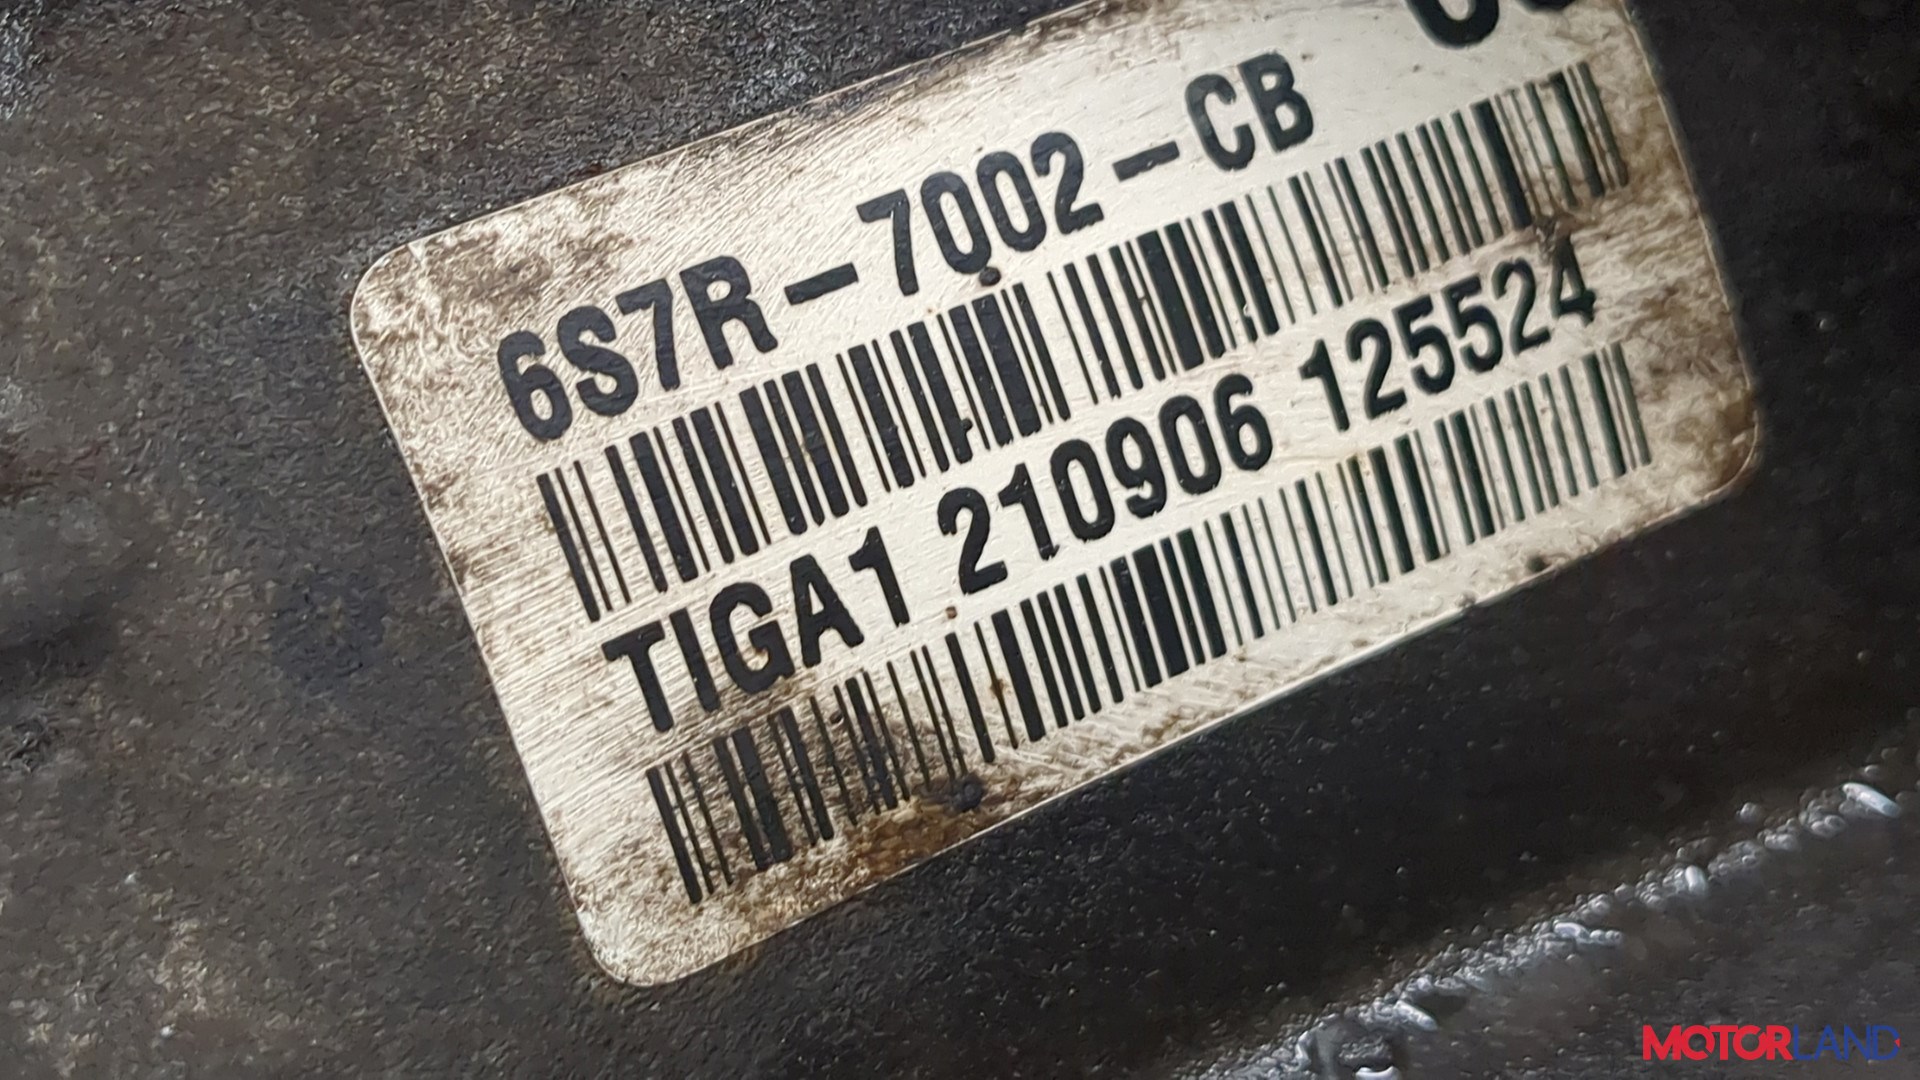 6S7R-7002-CB
TIGA1 210906 125524
MOTORLAND